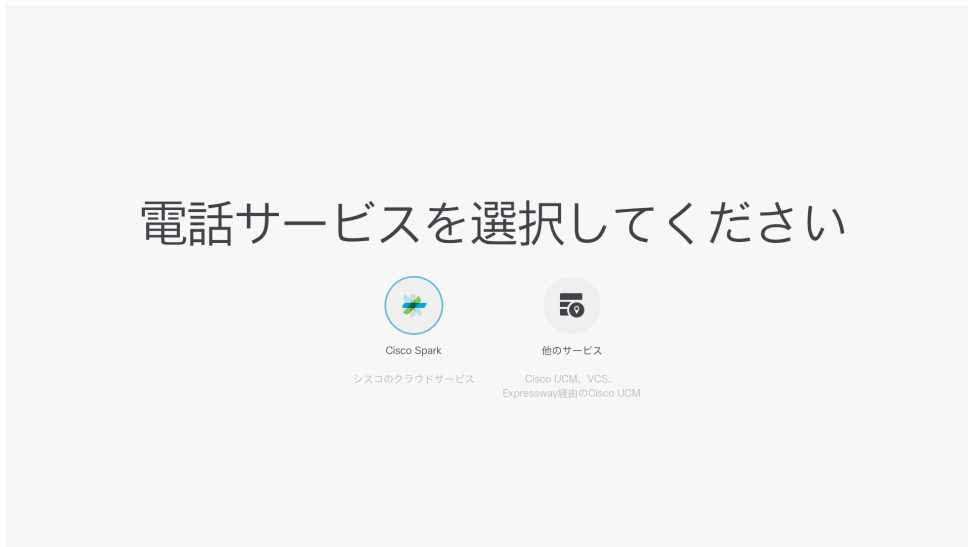 電話サービスを選択してください
Cisco Spark
他のサービス
シスコのクラウドサービス
Cisco UCM、VCS、
Expressway経由のCisco UCM